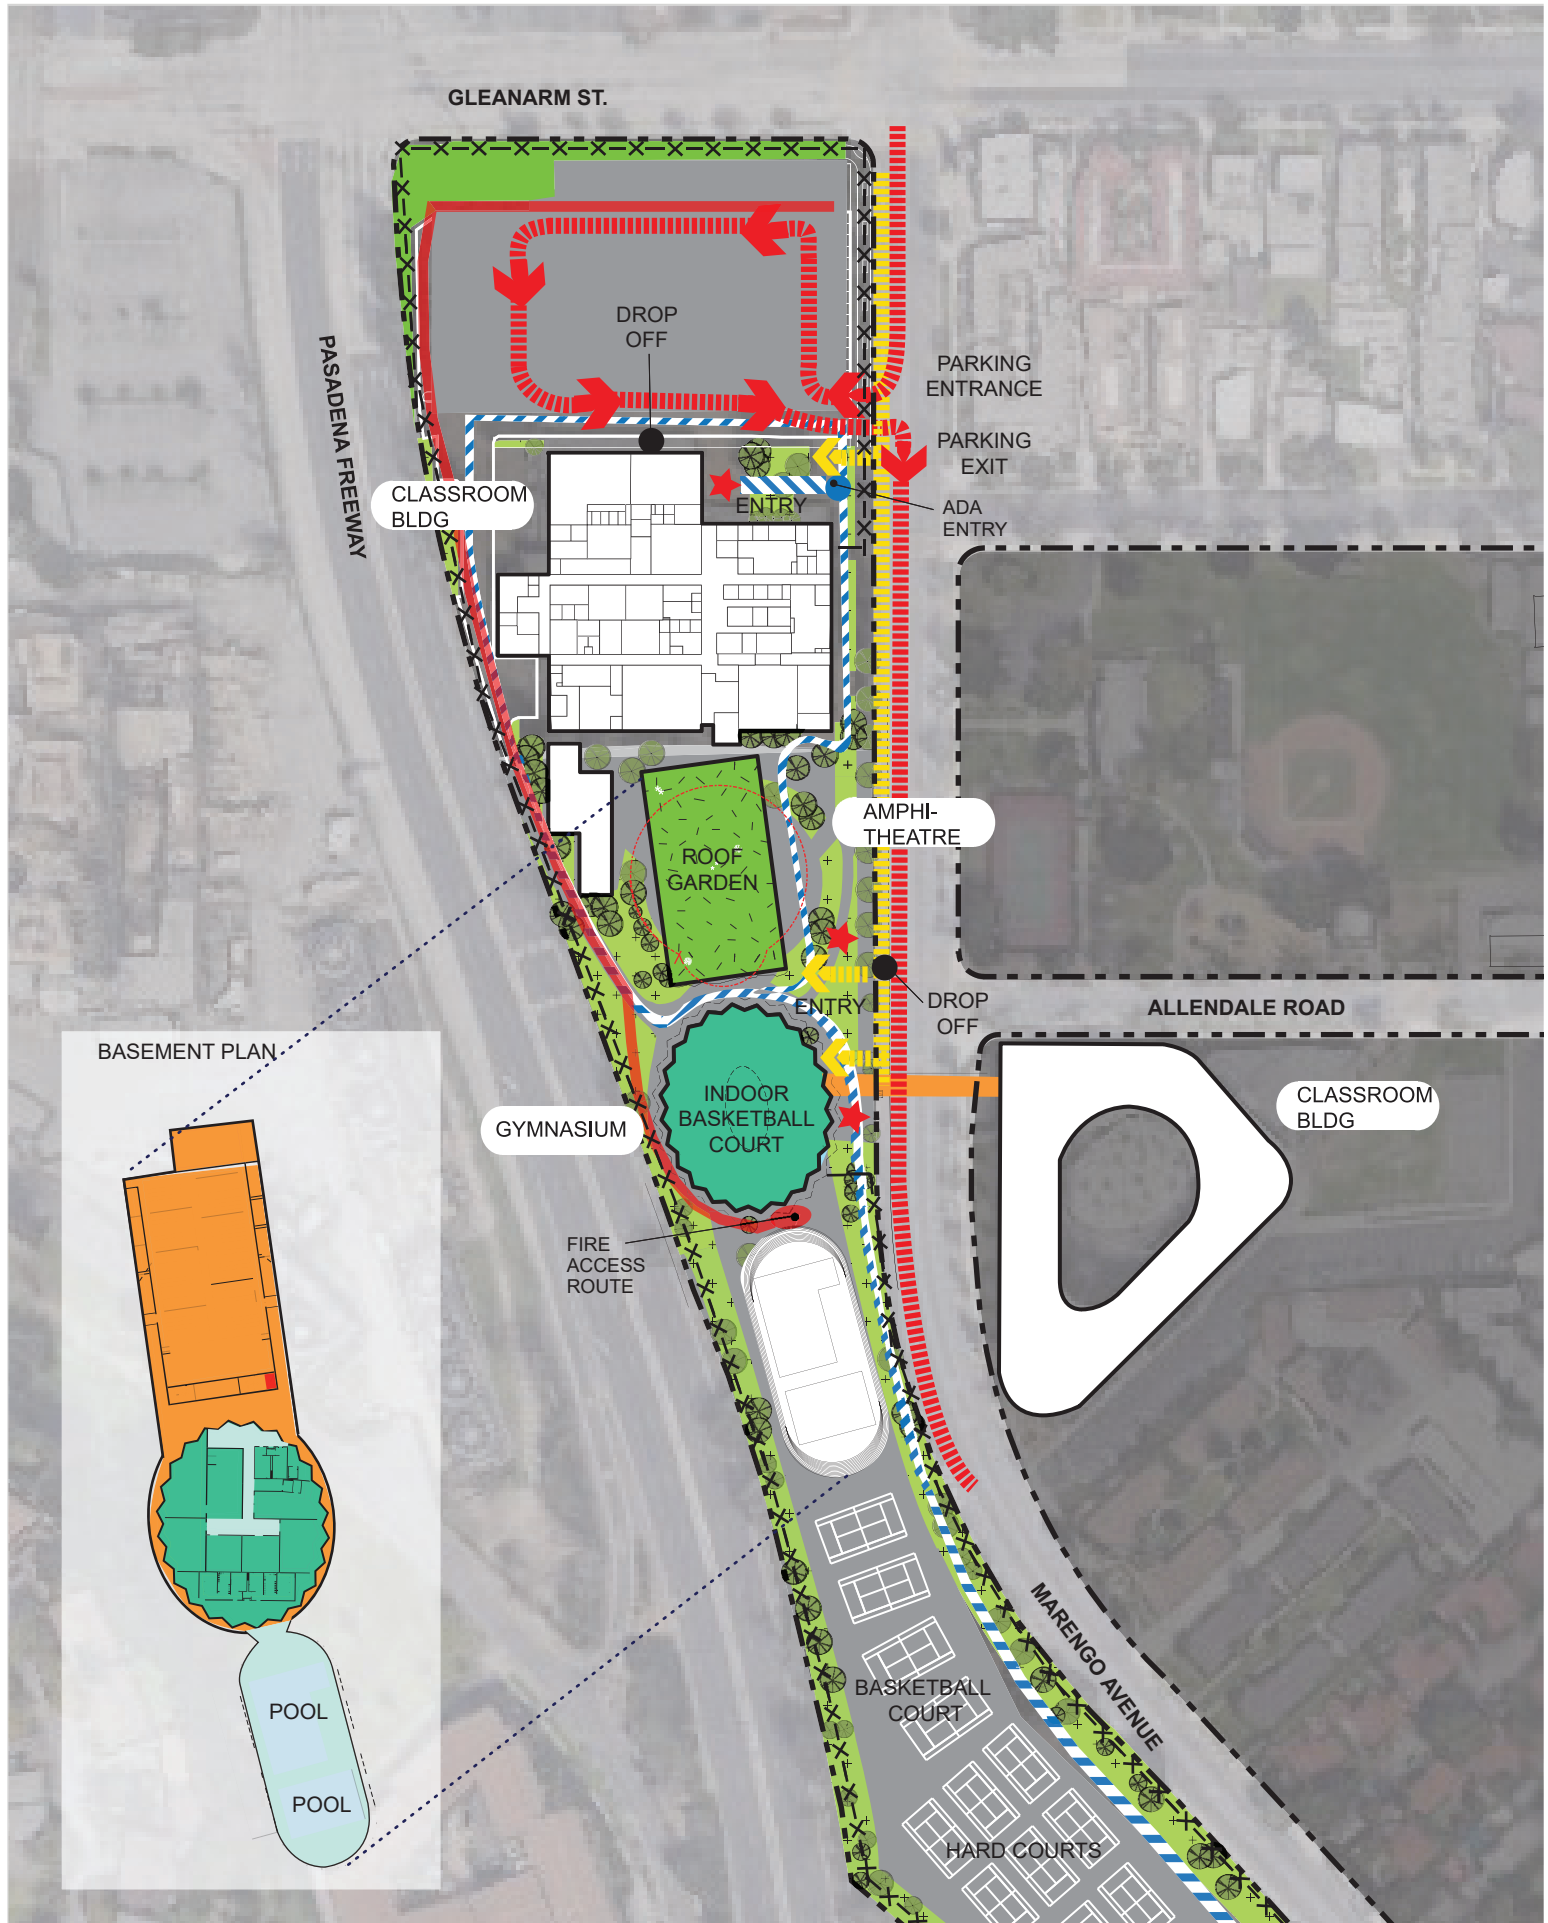 GLEANARM ST.
DROP
OFF
PASADENA FREEWAY
PARKING
ENTRANCE
PARKING
EXIT
CLASSROOM
BLDG
ENTRY
ADA
ENTRY
AMPHI-
THEATRE
ROOF
GARDEN
ENTRY
DROP
OFF
ALLENDALE ROAD
BASEMENT PLAN
INDOOR
BASKETBALL
COURT
GYMNASIUM
CLASSROOM
BLDG
FIRE
ACCESS
ROUTE
MARENGO AVENUE
BASKETBALL
COURT
POOL
POOL
HARD COURTS